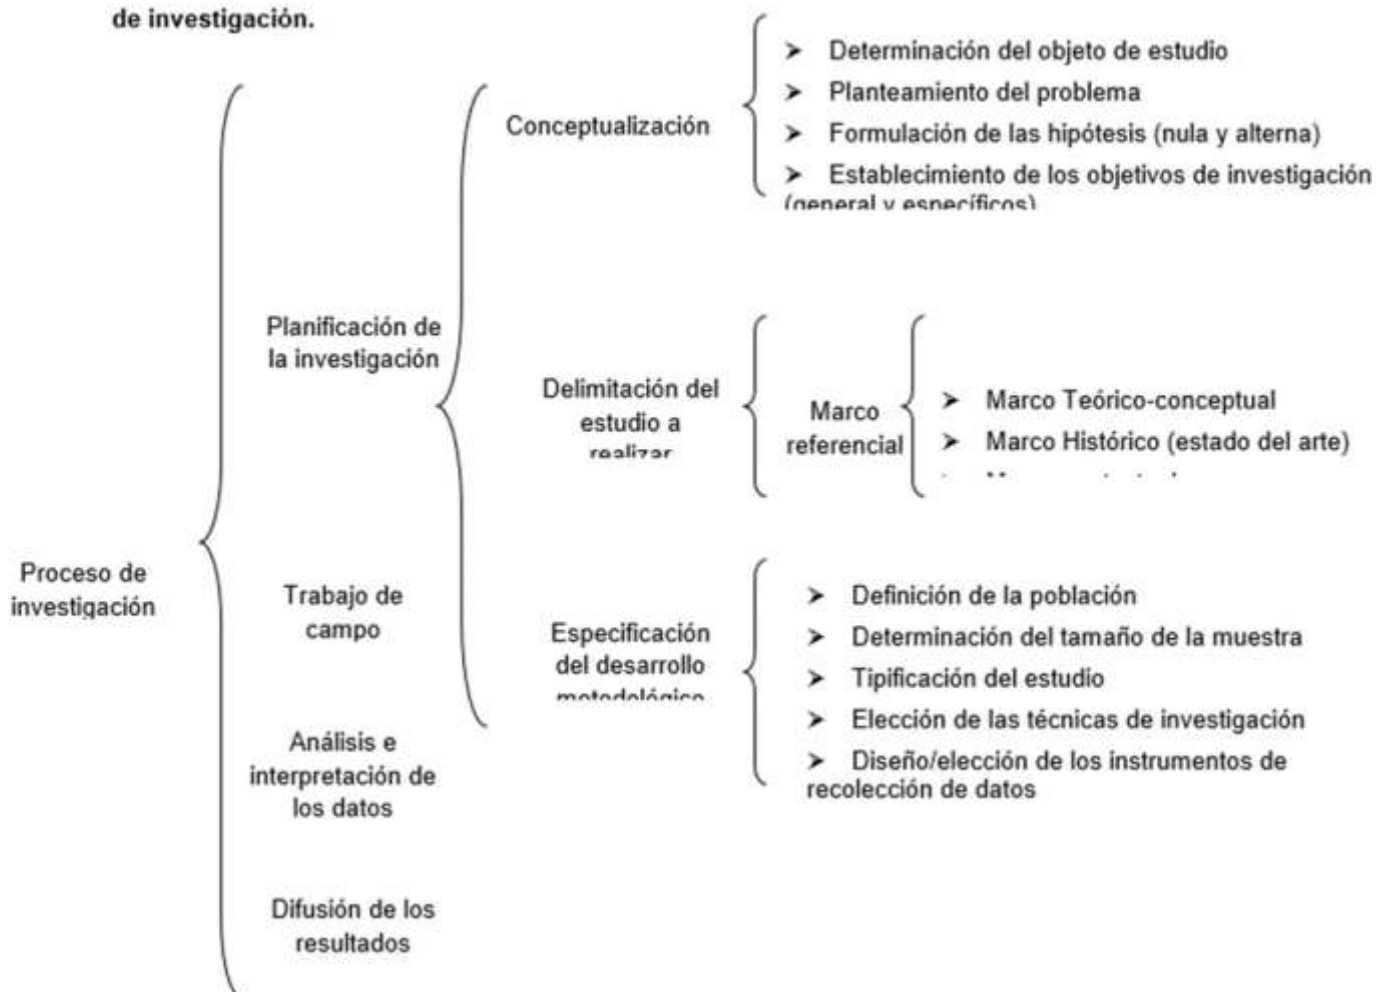 de investigación.
Proceso de
investigación
Planificación de
la investigación
Trabajo de
campo
Análisis e
interpretación de
los datos
Difusión de los
resultados
Conceptualización
➤ Determinación del objeto de estudio
➤ Planteamiento del problema
➤ Formulación de las hipótesis (nula y alterna)
➤ Establecimiento de los objetivos de investigación
(general y específicos)
Delimitación del
estudio a
realizar
Marco
referencial
➤ Marco Teórico-conceptual
➤ Marco Histórico (estado del arte)
Especificación
del desarrollo
metodológico
➤ Definición de la población
➤ Determinación del tamaño de la muestra
➤ Tipificación del estudio
➤ Elección de las técnicas de investigación
➤ Diseño/elección de los instrumentos de
recolección de datos